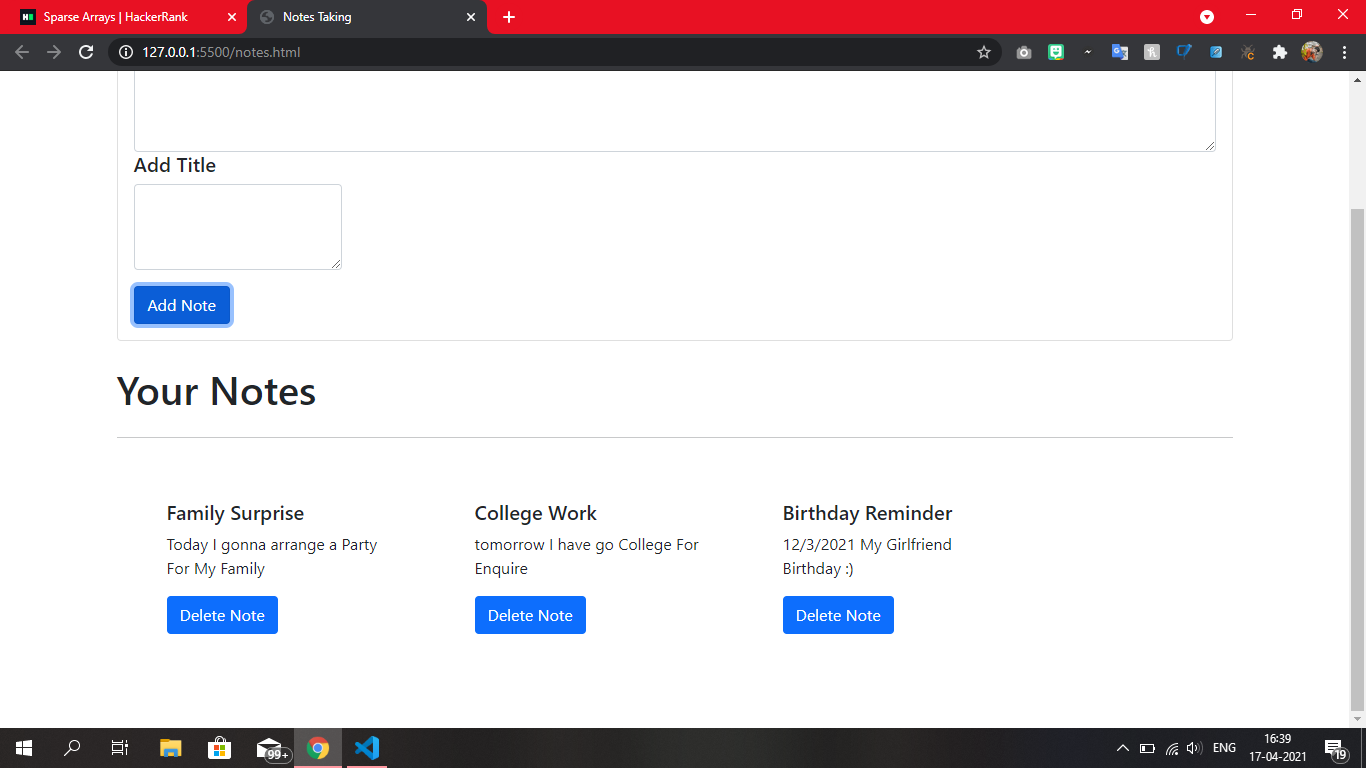 Sparse Arrays | HackerRank
Notes Taking
127.0.0.1:5500/notes.html
Add Title
Add Note
Your Notes
Family Surprise
Today I gonna arrange a Party
For My Family
Delete Note
College Work
tomorrow I have go College For
Enquire
Delete Note
Birthday Reminder
12/3/2021 My Girlfriend
Birthday :)
Delete Note
99+
ENG
16:39
17-04-2021
19